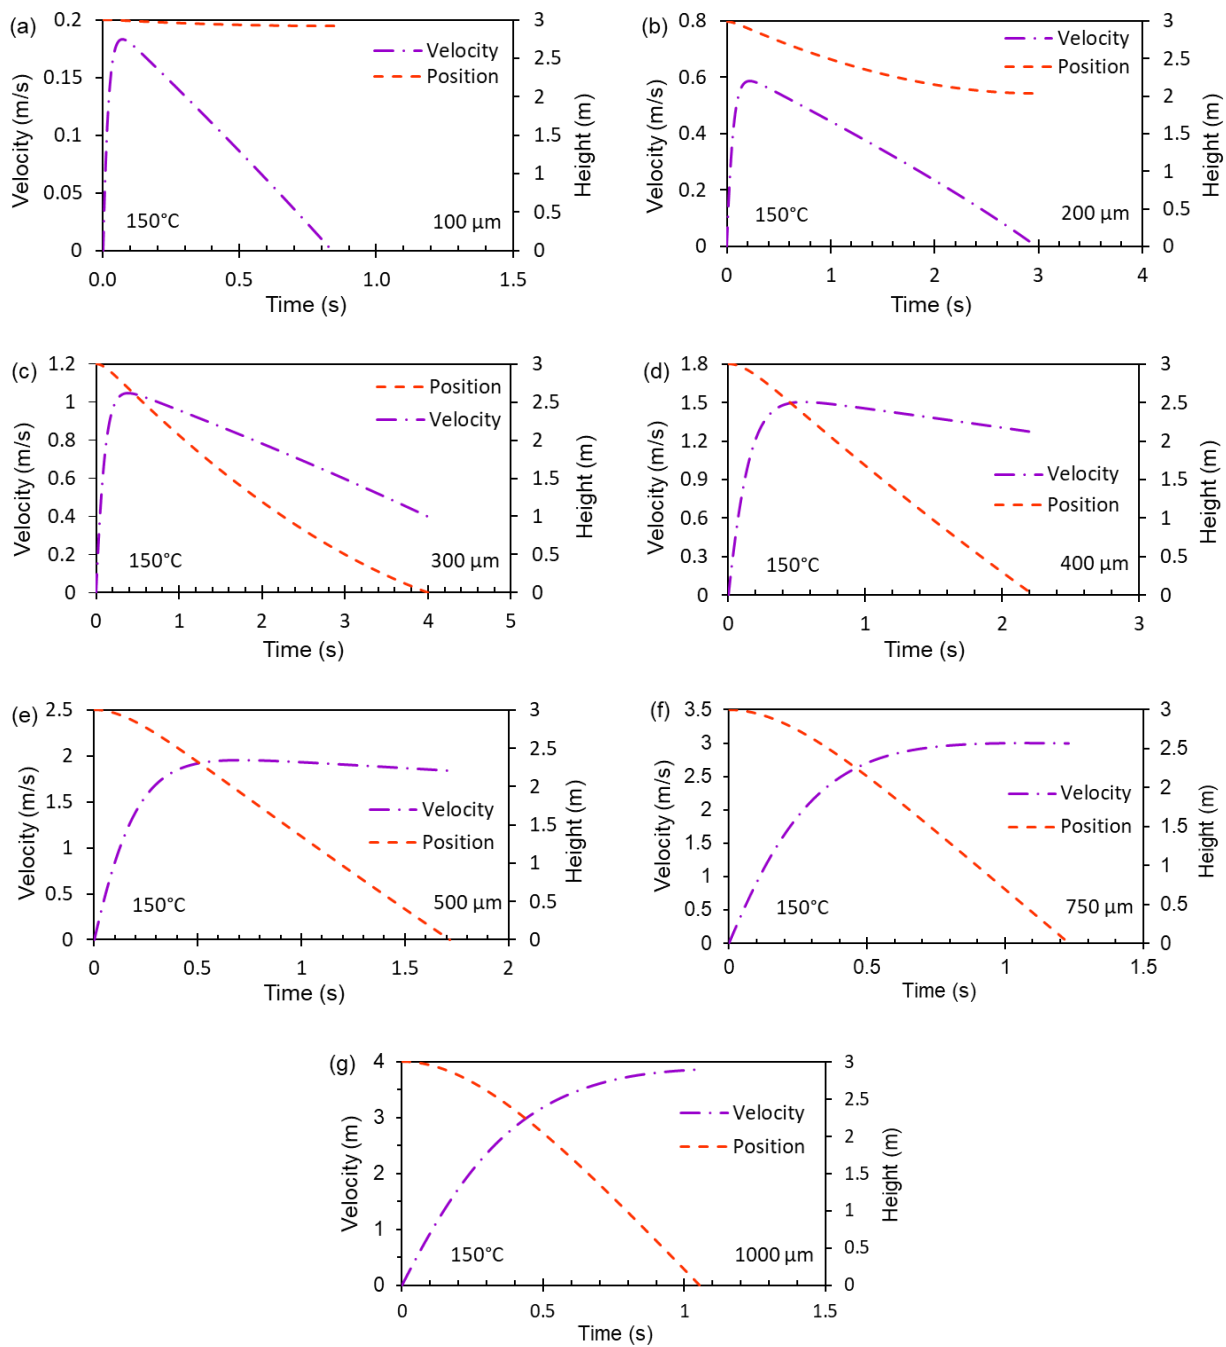 (a)
0.2
0.15
0.1
0.05
0
Velocity (m/s)
Velocity
Position
150°C
100 µm
3
2.5
2
1.5
1
0.5
0
Height (m)
0.0
0.5
1.0
1.5
Time (s)
(b)
0.8
0.6
0.4
0.2
0
Velocity (m/s)
Velocity
Position
150°C
200 µm
3
2.5
2
1.5
1
0.5
0
Height (m)
0
1
2
3
4
Time (s)
(c)
1.2
1
0.8
0.6
0.4
0.2
0
Velocity (m/s)
Position
Velocity
150°C
300 µm
3
2.5
2
1.5
1
0.5
0
Height (m)
0
1
2
3
4
5
Time (s)
(d)
1.8
1.5
1.2
0.9
0.6
0.3
0
Velocity (m/s)
Velocity
Position
150°C
400 µm
3
2.5
2
1.5
1
0.5
0
Height (m)
0
1
2
3
Time (s)
(e)
2.5
2
1.5
1
0.5
0
Velocity (m/s)
Velocity
Position
150°C
500 µm
3
2.5
2
1.5
1
0.5
0
Height (m)
0
0.5
1
1.5
2
Time (s)
(f)
3.5
3
2.5
2
1.5
1
0.5
0
Velocity (m/s)
Velocity
Position
150°C
750 µm
3
2.5
2
1.5
1
0.5
0
Height (m)
0
0.5
1
1.5
Time (s)
(g)
4
3
2
1
0
Velocity (m)
Velocity
Position
150°C
1000 µm
3
2.5
2
1.5
1
0.5
0
Height (m)
0
0.5
1
1.5
Time (s)